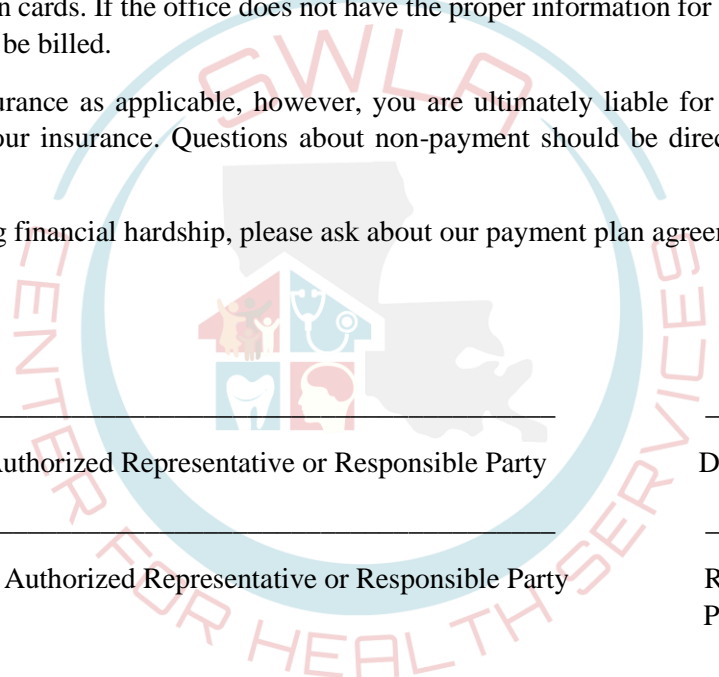 n cards. If the office does not have the proper information for
be billed.
urance as applicable, however, you are ultimately liable for
our insurance. Questions about non-payment should be direc
g financial hardship, please ask about our payment plan agreer
uthorized Representative or Responsible Party D
Authorized Representative or Responsible Party R
P
SWLA
CENTER FOR HEALTH SERVICES